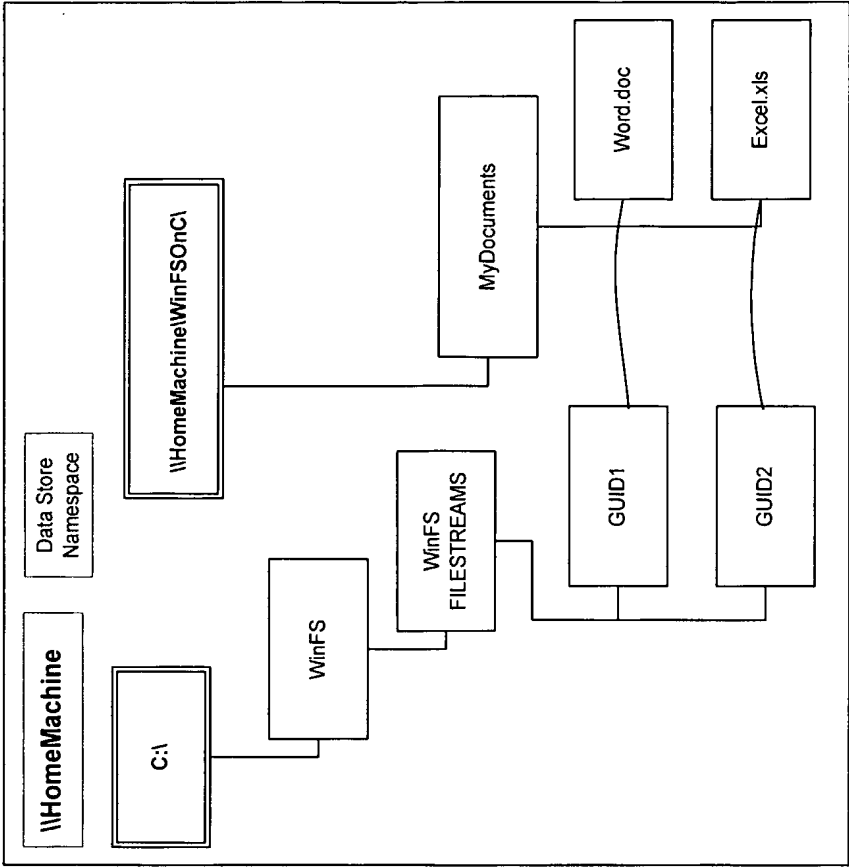 \\HomeMachine
Data Store
Namespace
C:\
\\HomeMachine\WinFSOnC\
WinFS
WinFS
FILESTREAMS
MyDocuments
GUID1
Word.doc
GUID2
Excel.xls